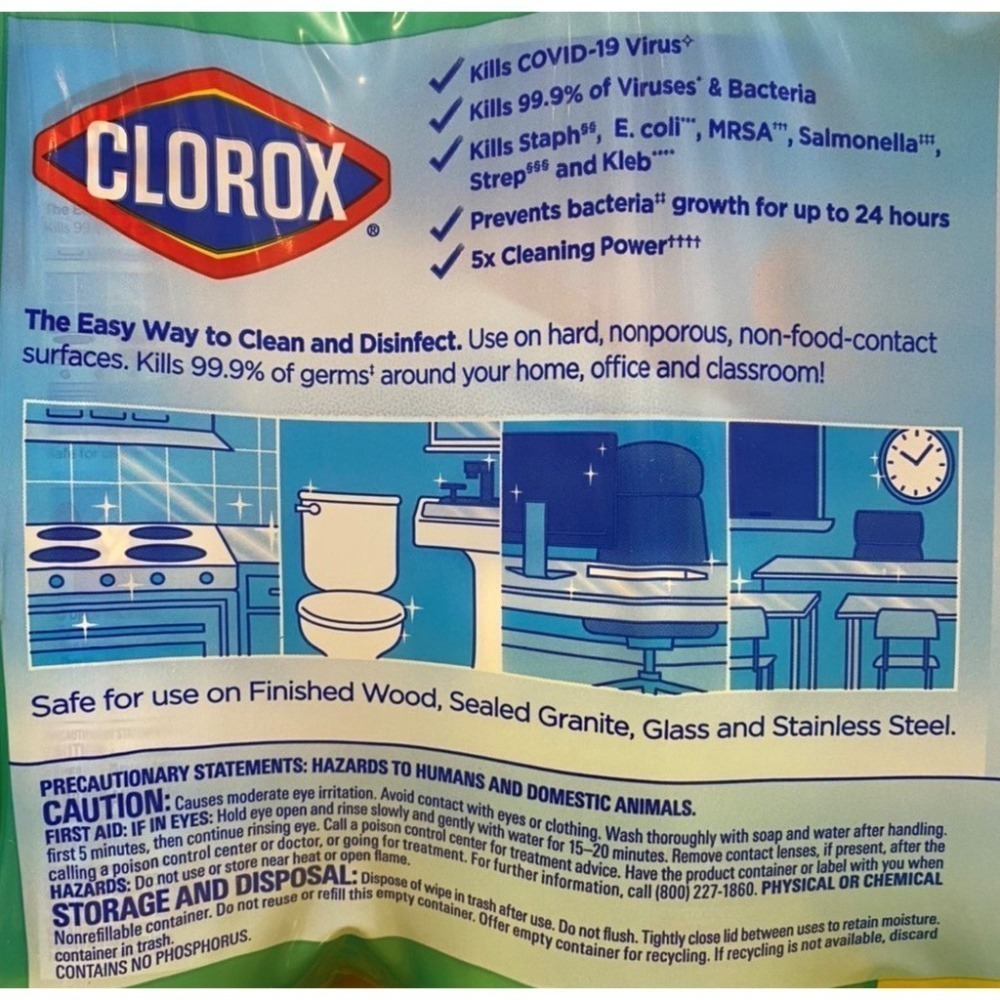 CLOROX®
✓ Kills COVID-19 Virus✧
✓ Kills 99.9% of Viruses* & Bacteria
✓ Kills Staph§§, E. coli***, MRSA""", Salmonella‡‡‡,
Strep§§§ and Kleb****
✓ Prevents bacteria‡‡ growth for up to 24 hours
✓ 5x Cleaning Power††††
The Easy Way to Clean and Disinfect. Use on hard, nonporous, non-food-contact
surfaces. Kills 99.9% of germs‡ around your home, office and classroom!
Safe for use on Finished Wood, Sealed Granite, Glass and Stainless Steel.
PRECAUTIONARY STATEMENTS: HAZARDS TO HUMANS AND DOMESTIC ANIMALS.
CAUTION: Causes moderate eye irritation. Avoid contact with eyes or clothing. Wash thoroughly with soap and water after handling.
FIRST AID: IF IN EYES: Hold eye open and rinse slowly and gently with water for 15–20 minutes. Remove contact lenses, if present, after the
first 5 minutes, then continue rinsing eye. Call a poison control center for treatment advice. Have the product container or label with you when
calling a poison control center or doctor, or going for treatment. For further information, call (800) 227-1860. PHYSICAL OR CHEMICAL
HAZARDS: Do not use or store near heat or open flame.
STORAGE AND DISPOSAL: Dispose of wipe in trash after use. Do not flush. Tightly close lid between uses to retain moisture.
Nonrefillable container. Do not reuse or refill this empty container. Offer empty container for recycling. If recycling is not available, discard
container in trash.
CONTAINS NO PHOSPHORUS.